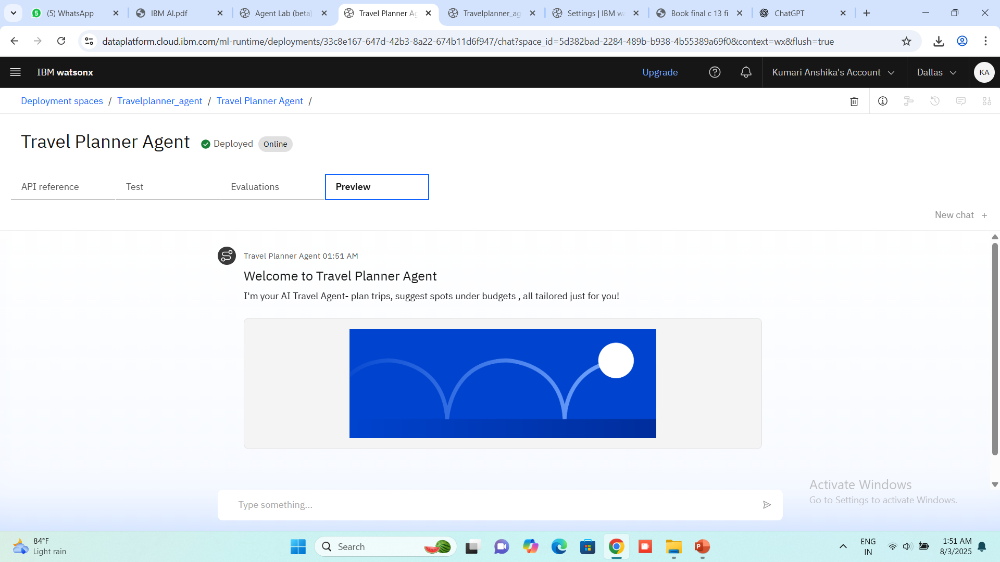 (5) WhatsApp
IBM AI.pdf
Agent Lab (beta)
Travel Planner Ag
Travelplanner_ag
Settings | IBM wa
Book final c 13 fi
ChatGPT
dataplatform.cloud.ibm.com/ml-runtime/deployments/33c8e167-647d-42b3-8a22-674b11d6f947/chat?space_id=5d382bad-2284-489b-b938-4b55389a69f0&context=wx&flush=true
IBM watsonx
Upgrade
Kumari Anshika's Account
Dallas
KA
Deployment spaces / Travelplanner_agent / Travel Planner Agent /
Travel Planner Agent
Deployed
Online
API reference
Test
Evaluations
Preview
New chat +
Travel Planner Agent 01:51 AM
Welcome to Travel Planner Agent
I'm your AI Travel Agent- plan trips, suggest spots under budgets , all tailored just for you!
Activate Windows
Go to Settings to activate Windows.
Type something...
84°F
Light rain
Search
ENG
IN
1:51 AM
8/3/2025